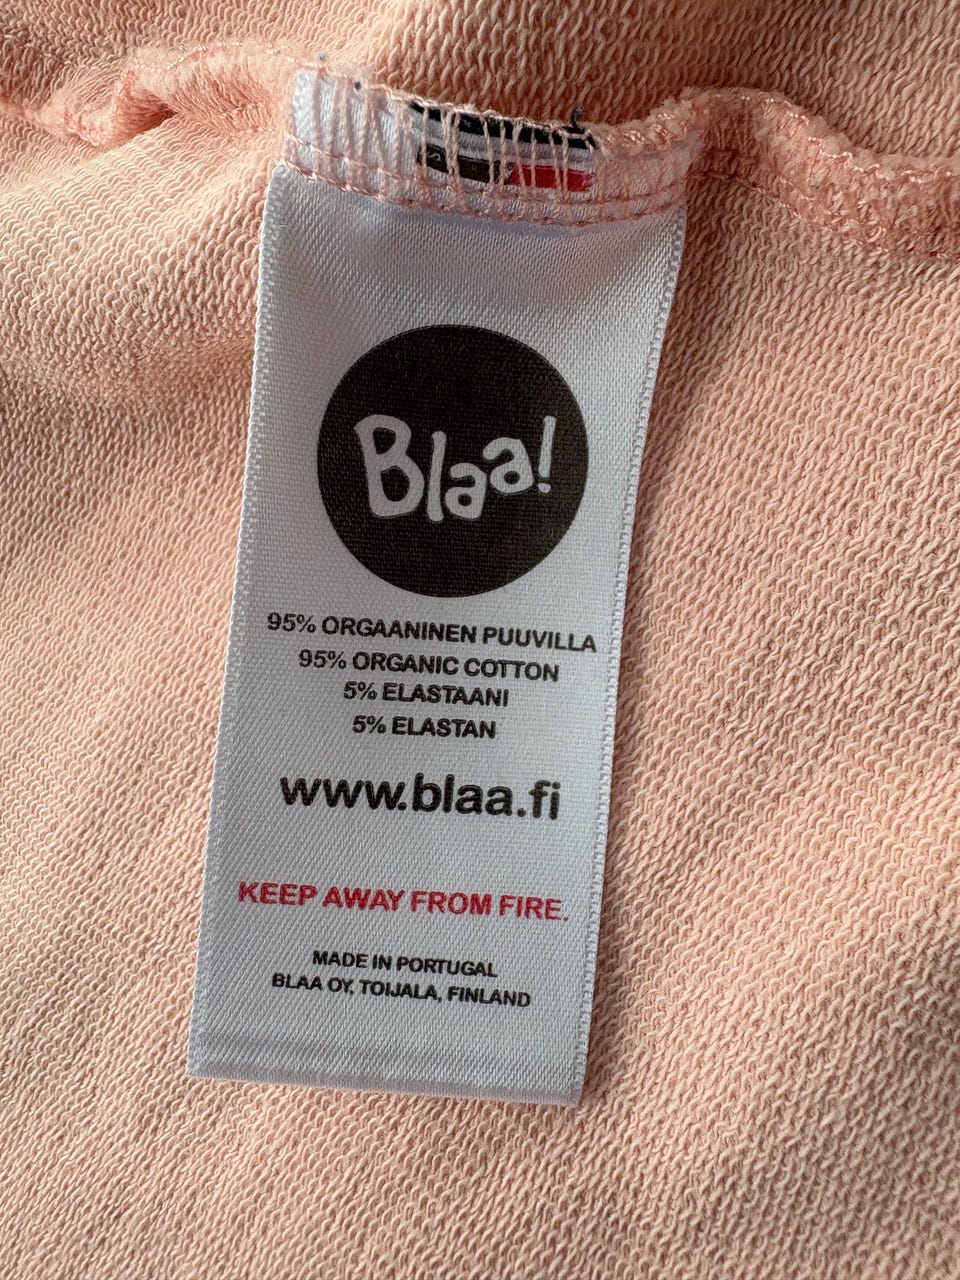 Blaa!
95% ORGAANINEN PUUVILLA
95% ORGANIC COTTON
5% ELASTAANI
5% ELASTAN
www.blaa.fi
KEEP AWAY FROM FIRE.
MADE IN PORTUGAL
BLAA OY, TOIJALA, FINLAND